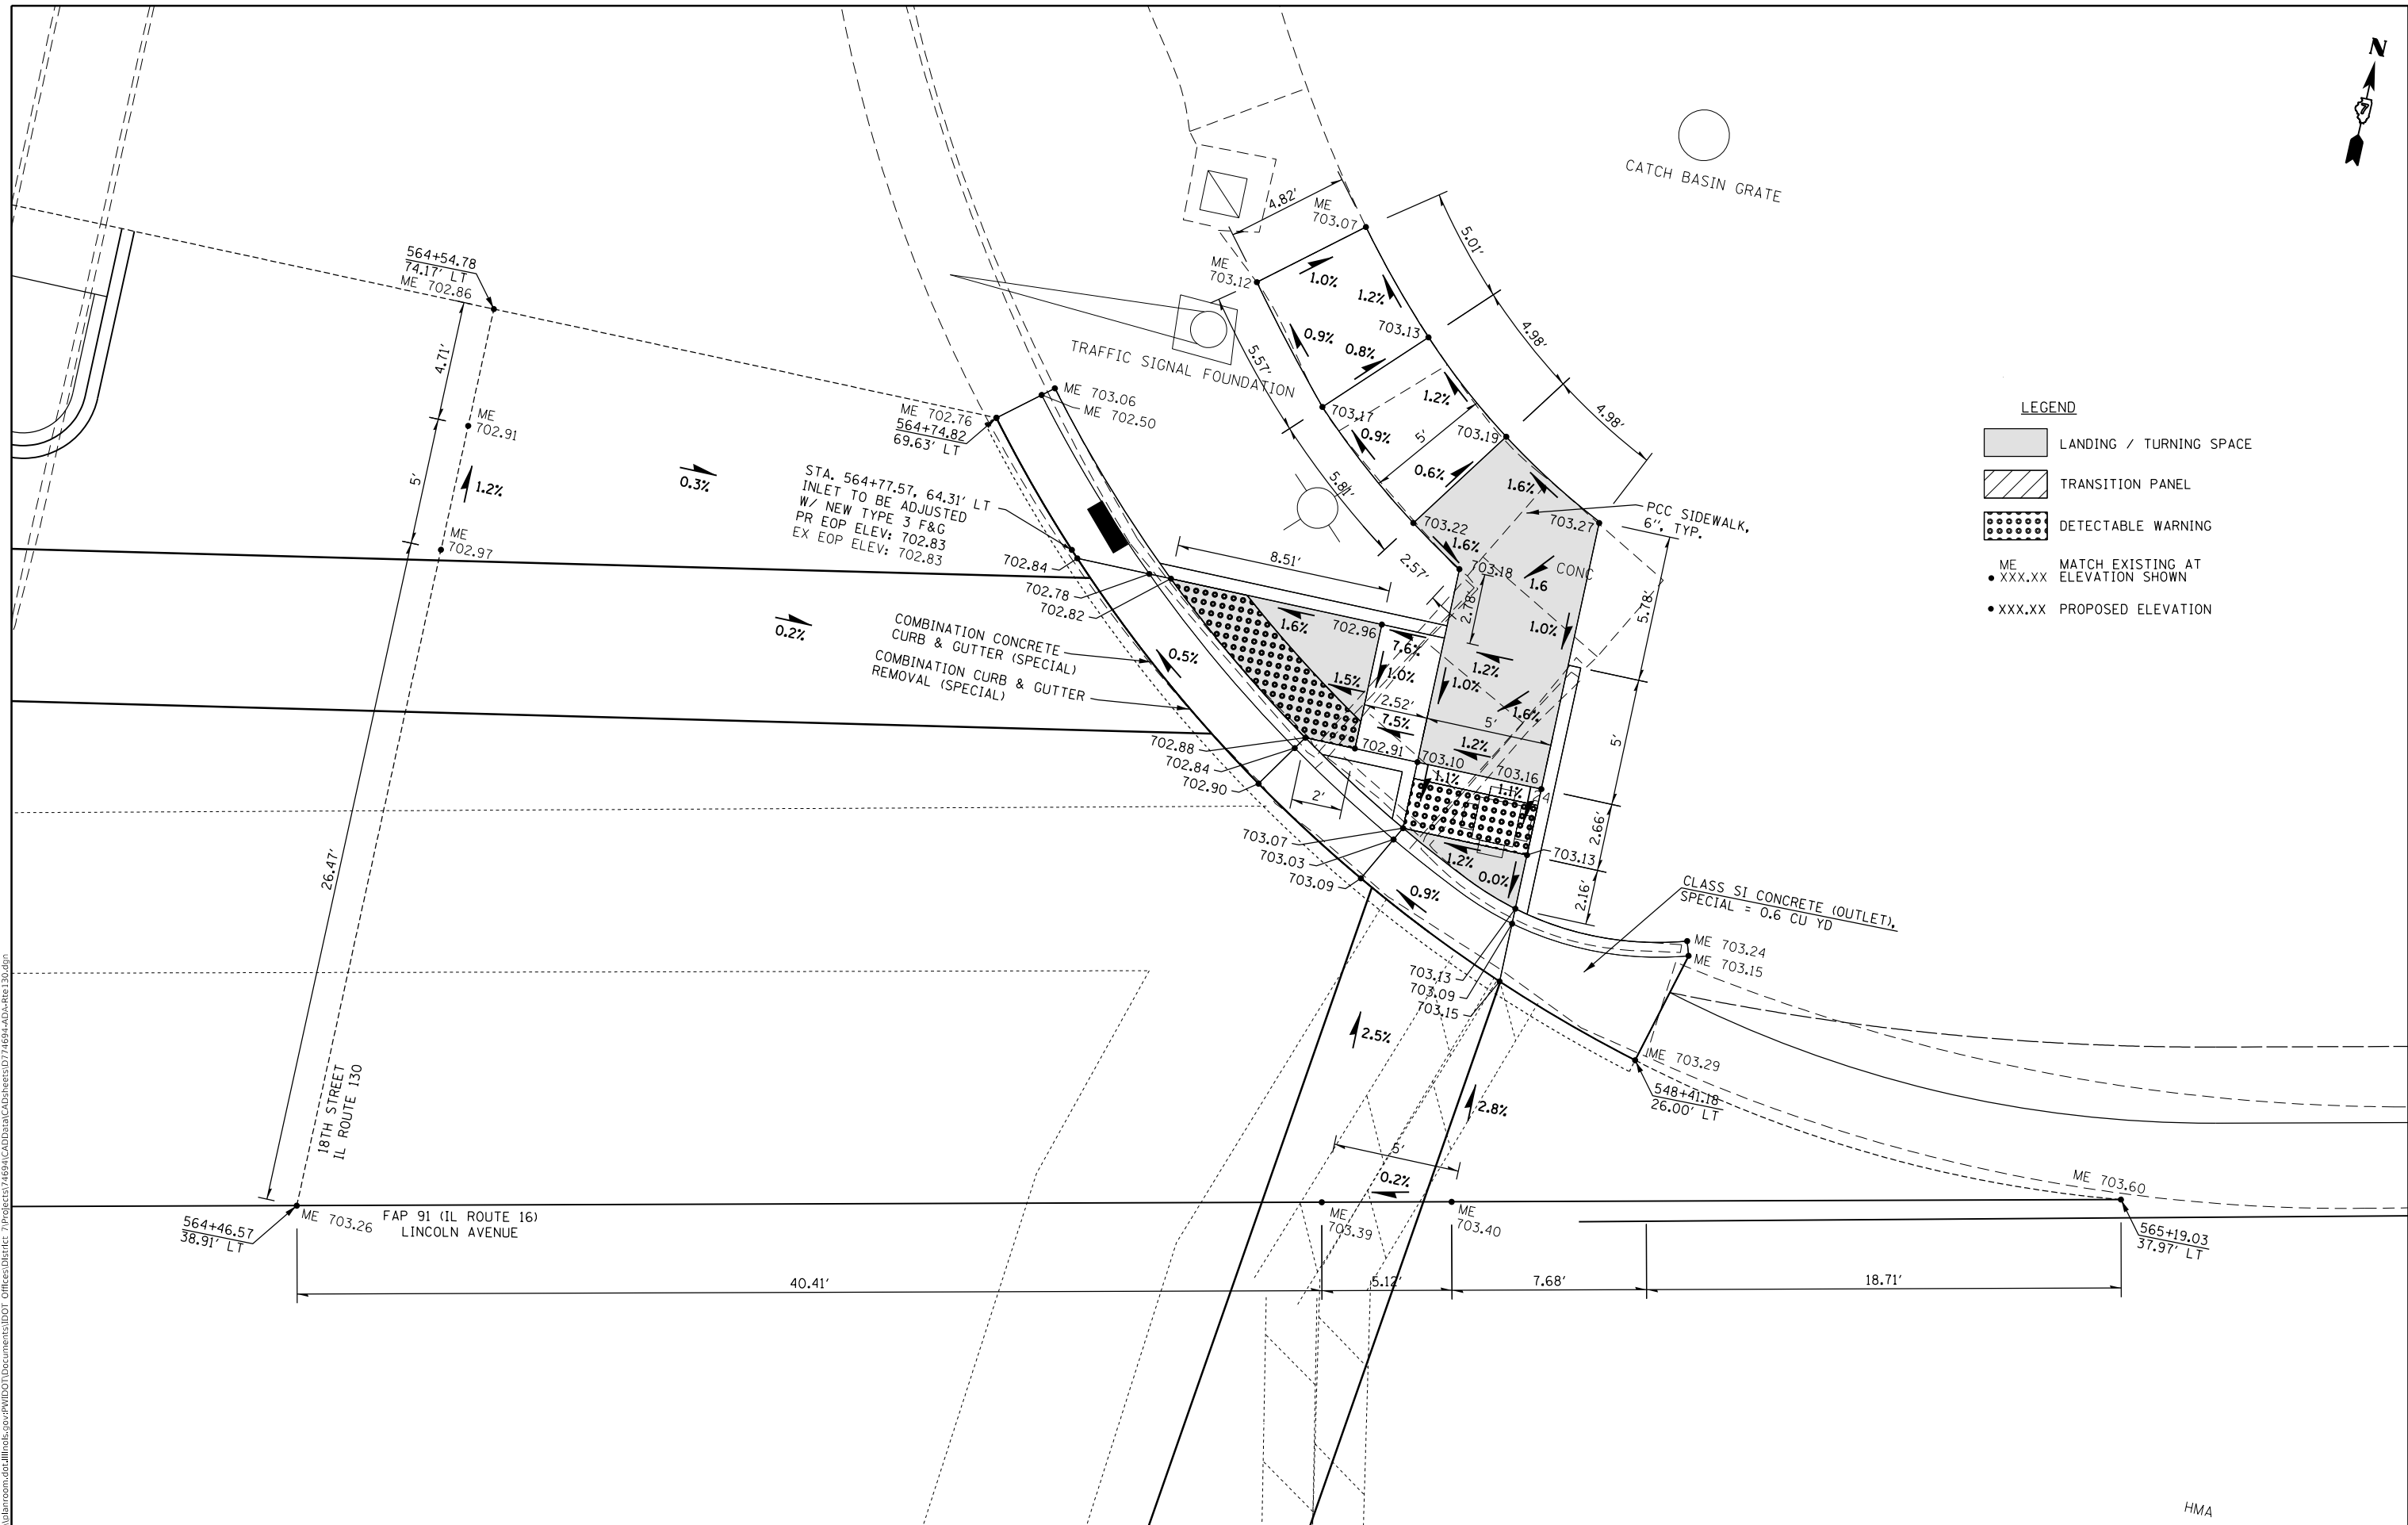 N
7
CATCH BASIN GRATE
564+54.78
74.17' LT
ME 702.86
4.71'
ME
702.91
5'
1.2%
ME
702.97
26.47'
18TH STREET
IL ROUTE 130
0.3%
0.2%
ME 702.76
564+74.82
69.63' LT
ME 703.06
ME 702.50
TRAFFIC SIGNAL FOUNDATION
STA. 564+77.57, 64.31' LT
INLET TO BE ADJUSTED
W/ NEW TYPE 3 F&G
PR EOP ELEV: 702.83
EX EOP ELEV: 702.83
702.84
702.78
702.82
COMBINATION CONCRETE
CURB & GUTTER (SPECIAL)
COMBINATION CURB & GUTTER
REMOVAL (SPECIAL)
0.5%
4.82'
ME
703.07
ME
703.12
1.0%
1.2%
0.9%
0.8%
703.13
5.01'
4.98'
4.98'
5.57'
703.17
1.2%
0.9%
5'
703.19
0.6%
5.81'
703.22
1.6%
703.27
1.6%
703.18
1.6
CONC
PCC SIDEWALK,
6", TYP.
8.51'
2.57'
2.78'
1.6%
702.96
7.6%
1.0%
1.5%
1.0%
1.2%
1.0%
5.78'
2.52'
7.5%
5'
1.6%
1.2%
5'
702.88
702.84
702.90
702.91
703.10
703.16
1.1%
1.1%
24
2'
703.07
703.03
703.09
1.2%
0.0%
703.13
2.66'
2.16'
0.9%
703.13
703.09
703.15
CLASS SI CONCRETE (OUTLET),
SPECIAL = 0.6 CU YD
ME 703.24
ME 703.15
ME 703.29
548+41.18
26.00' LT
2.5%
2.8%
5'
0.2%
ME
703.39
ME
703.40
ME 703.60
565+19.03
37.97' LT
564+46.57
38.91' LT
ME 703.26
FAP 91 (IL ROUTE 16)
LINCOLN AVENUE
40.41'
5.12'
7.68'
18.71'
HMA
LEGEND
LANDING / TURNING SPACE
TRANSITION PANEL
DETECTABLE WARNING
ME MATCH EXISTING AT
XXX.XX ELEVATION SHOWN
XXX.XX PROPOSED ELEVATION